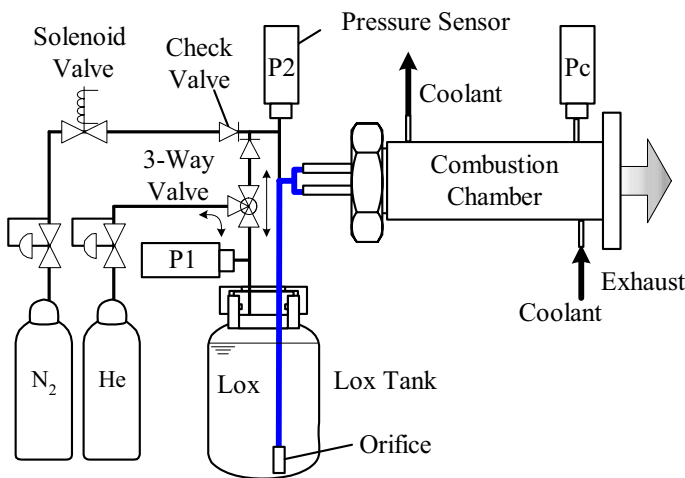 Solenoid
Valve
Check
Valve
P2
Pressure Sensor
Pc
Coolant
3-Way
Valve
Combustion
Chamber
P1
Exhaust
Coolant
N2
He
Lox
Lox Tank
Orifice